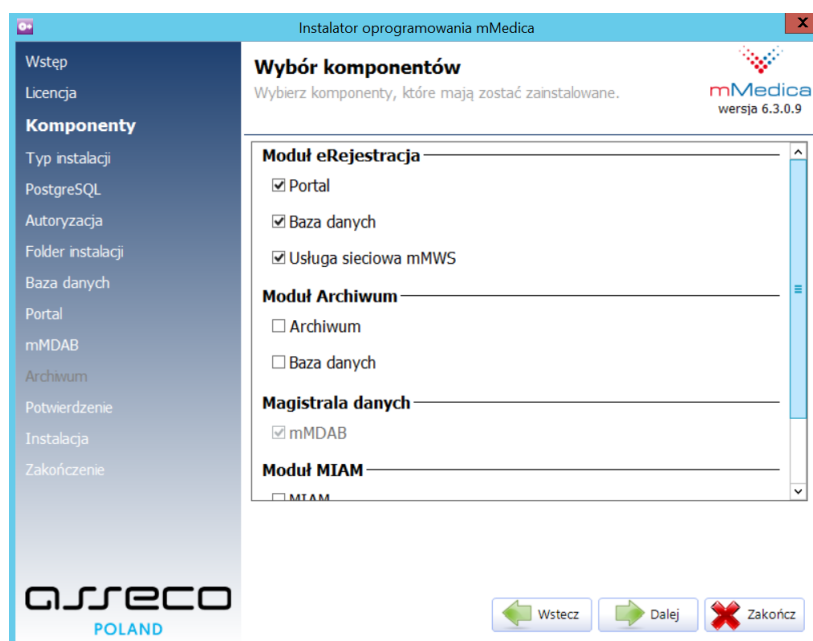 Instalator oprogramowania mMedica
x
Wstęp
Licencja
Komponenty
Typ instalacji
PostgreSQL
Autoryzacja
Folder instalacji
Baza danych
Portal
mMDAB
Archiwum
Potwierdzenie
Instalacja
Zakończenie
asseco
POLAND
Wybór komponentów
Wybierz komponenty, które mają zostać zainstalowane.
mMedica
wersja 6.3.0.9
Moduł eRejestracja
Portal
Baza danych
Usługa sieciowa mMWS
Moduł Archiwum
Archiwum
Baza danych
Magistrala danych
mMDAB
Moduł MIAM
MIAM
Wstecz
Dalej
Zakończ